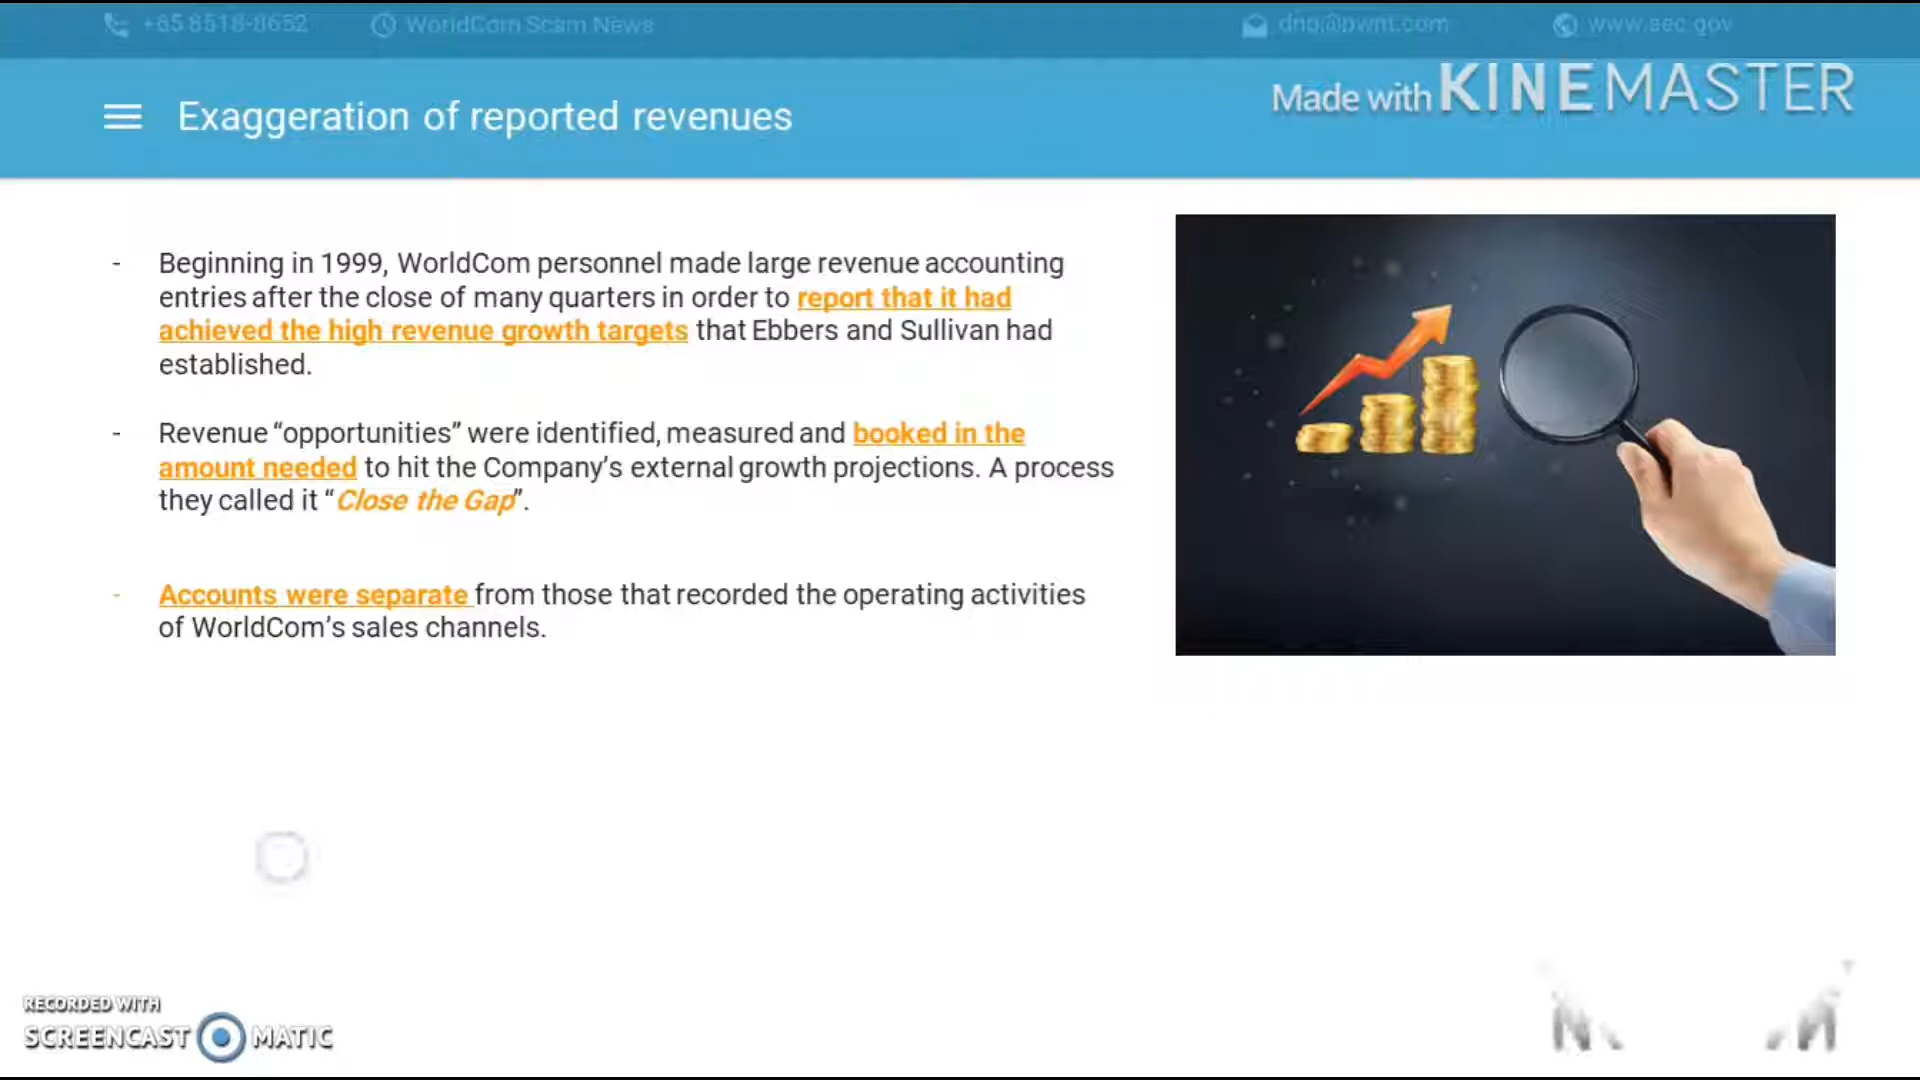 +65 8518-8652 WorldCom Scam News www.sec.gov
Exaggeration of reported revenues
Made with KINEMASTER
- Beginning in 1999, WorldCom personnel made large revenue accounting
entries after the close of many quarters in order to report that it had
achieved the high revenue growth targets that Ebbers and Sullivan had
established.
- Revenue “opportunities” were identified, measured and booked in the
amount needed to hit the Company’s external growth projections. A process
they called it “Close the Gap”.
- Accounts were separate from those that recorded the operating activities
of WorldCom’s sales channels.
RECORDED WITH
SCREENCAST MATIC